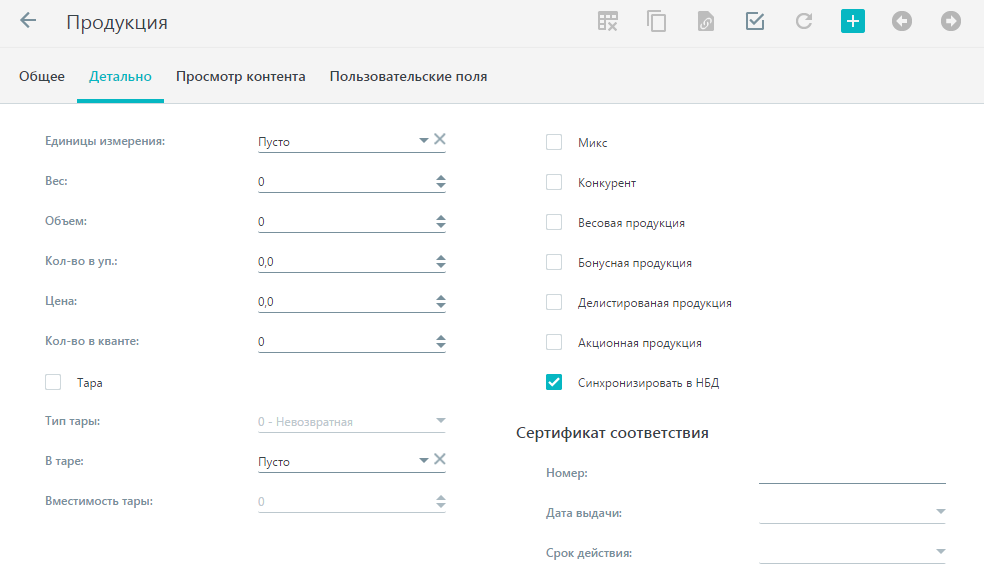 Продукция
Общее Детально Просмотр контента Пользовательские поля
Единицы измерения: Пусто
Вес: 0
Объем: 0
Кол-во в уп.: 0,0
Цена: 0,0
Кол-во в кванте: 0
Тара
Тип тары: 0 - Невозвратная
В таре: Пусто
Вместимость тары: 0
Микс
Конкурент
Весовая продукция
Бонусная продукция
Делистированая продукция
Акционная продукция
Синхронизировать в НБД
Сертификат соответствия
Номер:
Дата выдачи:
Срок действия: